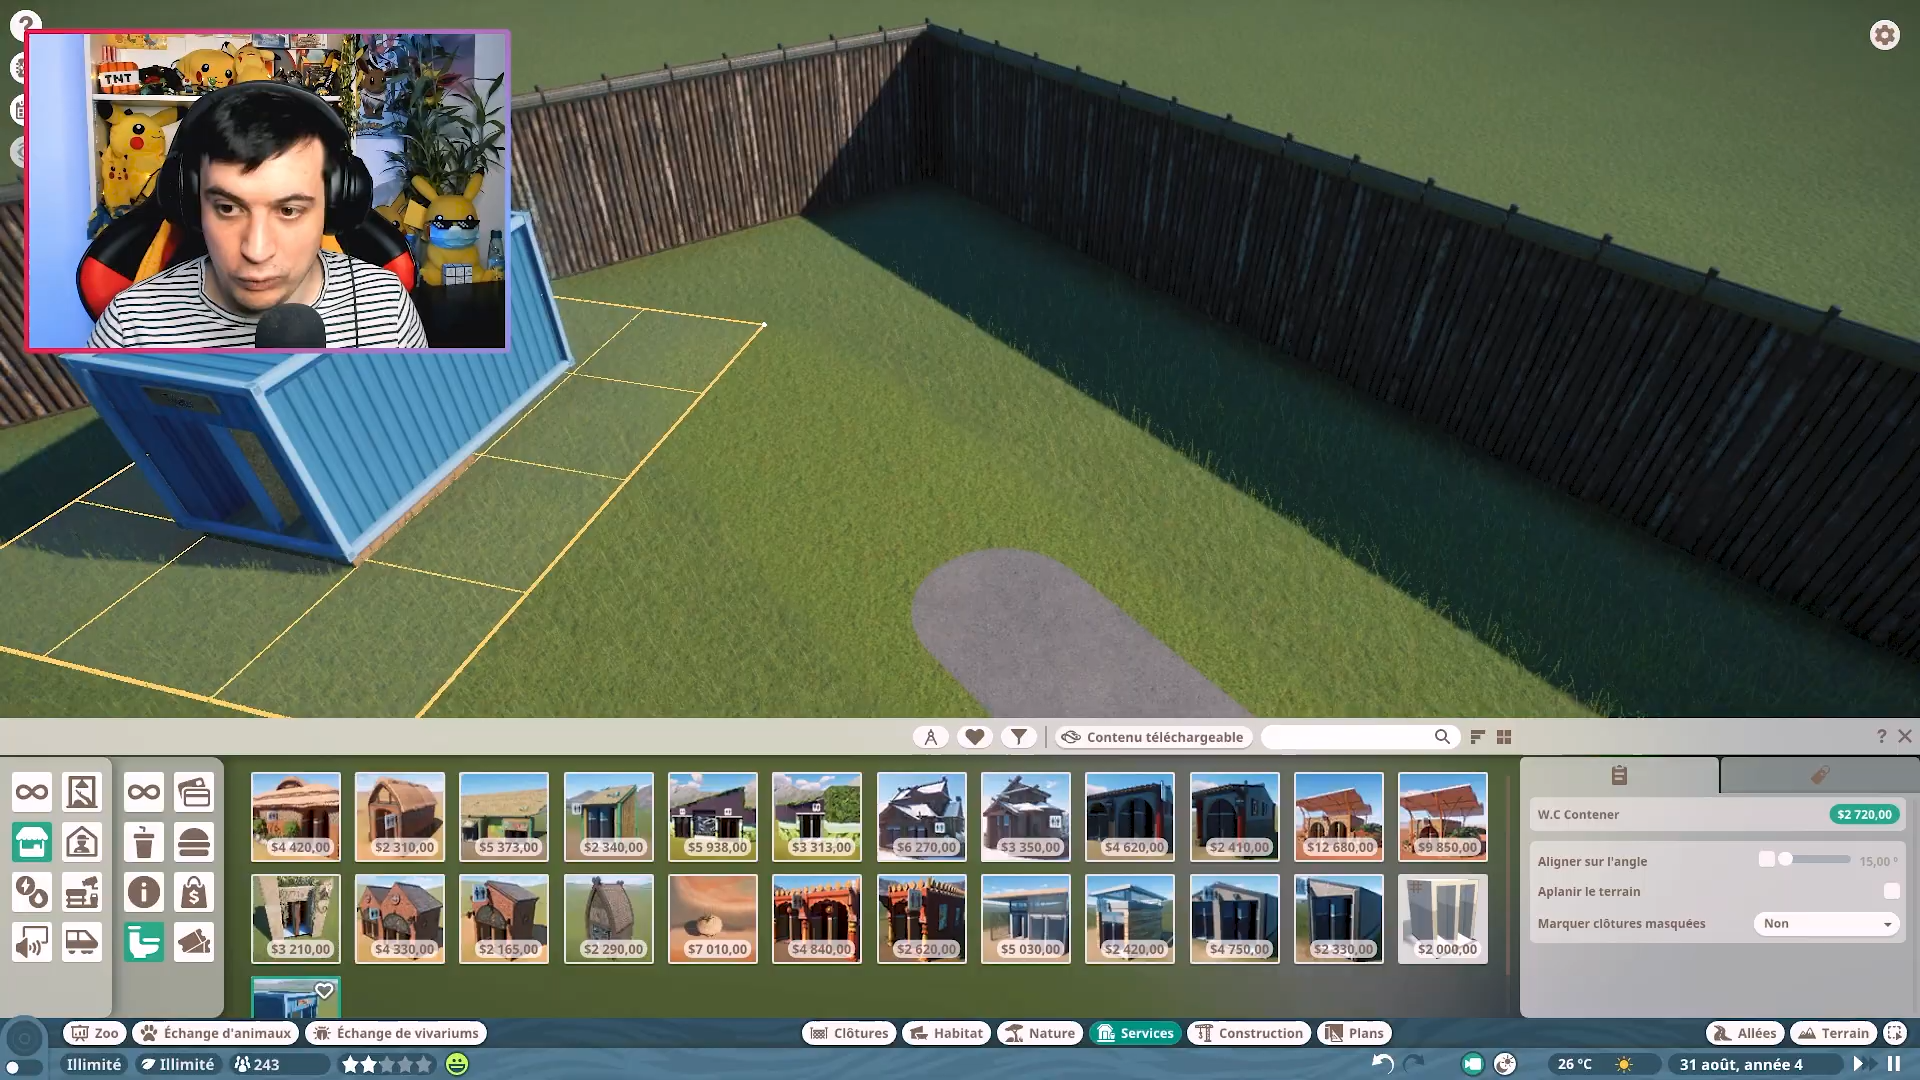 ?
TNT
Contenu téléchargeable
?
$4 420,00
$2 310,00
$5 373,00
$2 340,00
$5 938,00
$3 313,00
$6 270,00
$3 350,00
$4 620,00
$2 410,00
$12 680,00
$9 850,00
$3 210,00
$4 330,00
$2 165,00
$2 290,00
$7 010,00
$4 840,00
$2 620,00
$5 030,00
$2 420,00
$4 750,00
$2 330,00
$2 000,00
W.C Contener
$2 720,00
Aligner sur l'angle
15,00 °
Aplanir le terrain
Marquer clôtures masquées
Non
Zoo
Échange d'animaux
Échange de vivariums
Clôtures
Habitat
Nature
Services
Construction
Plans
Allées
Terrain
Illimité
Illimité
243
26 °C
31 août, année 4